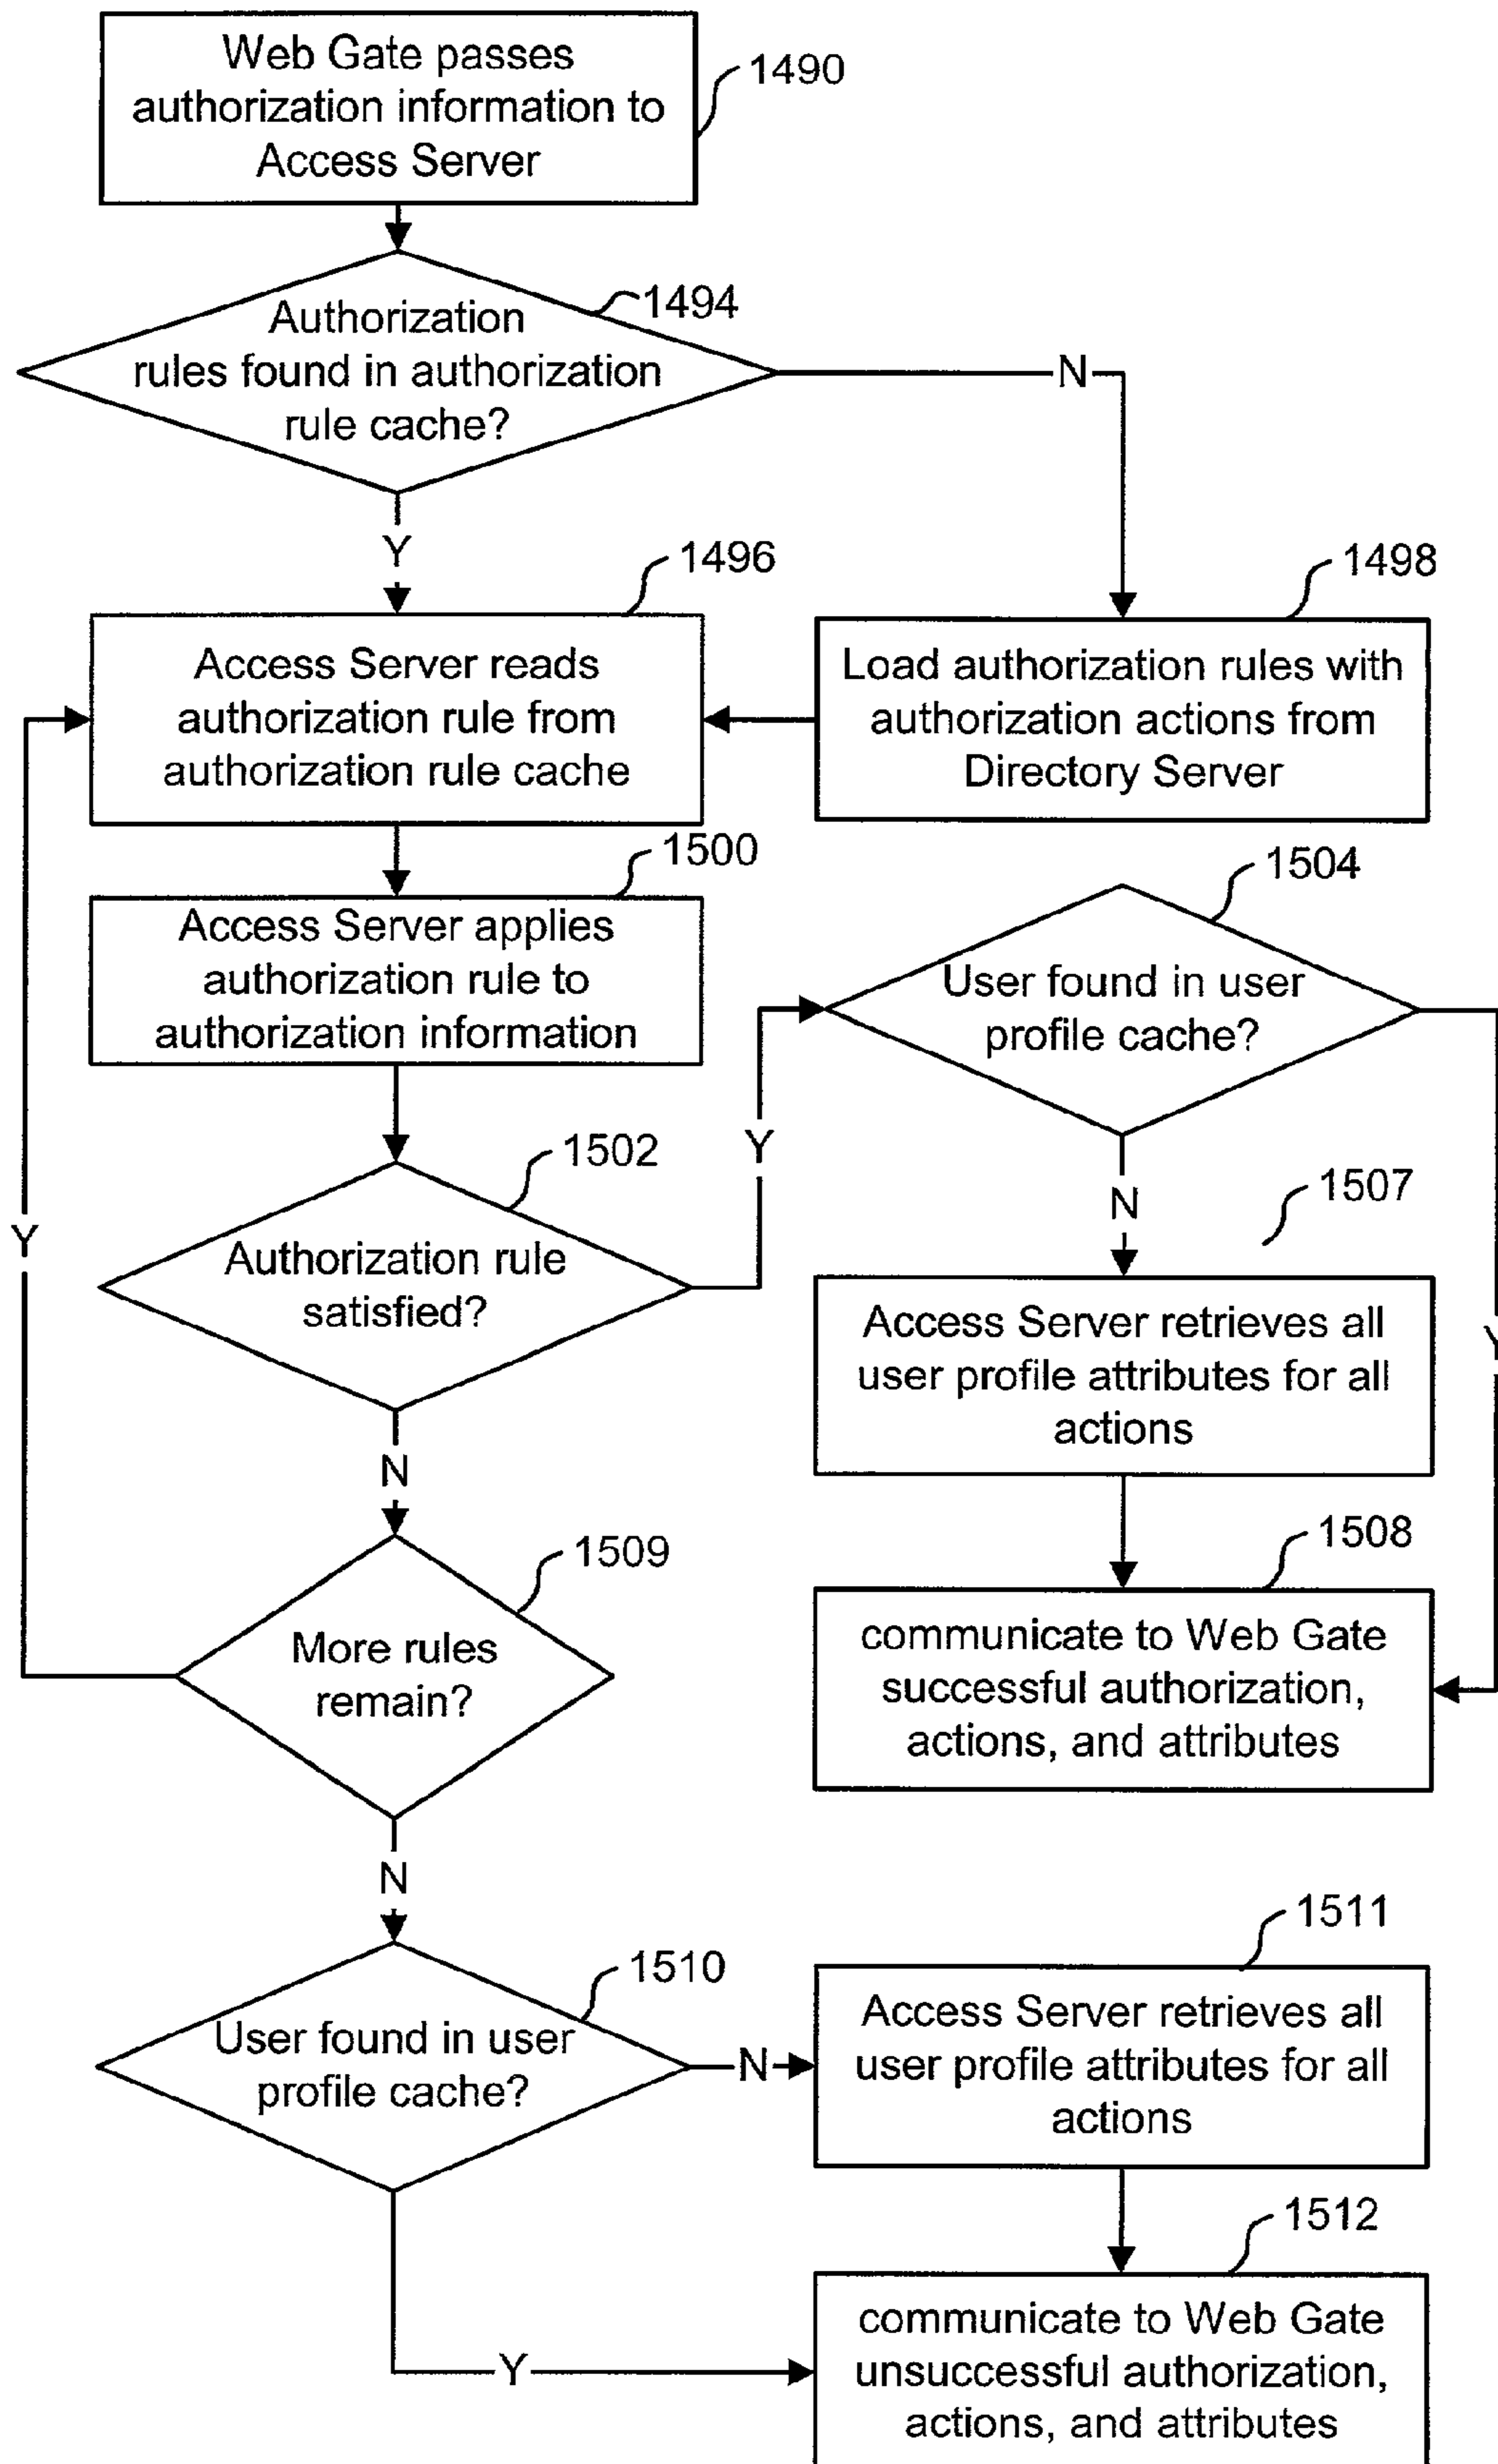 Web Gate passes
authorization information to
Access Server
1490
Authorization
rules found in authorization
rule cache?
1494
N
Y
1496
1498
Access Server reads
authorization rule from
authorization rule cache
Load authorization rules with
authorization actions from
Directory Server
1500
Access Server applies
authorization rule to
authorization information
1504
User found in user
profile cache?
Y
1502
Authorization rule
satisfied?
Y
N
1507
Access Server retrieves all
user profile attributes for all
actions
Y
N
1508
communicate to Web Gate
successful authorization,
actions, and attributes
1509
More rules
remain?
N
1510
User found in user
profile cache?
N
1511
Access Server retrieves all
user profile attributes for all
actions
1512
communicate to Web Gate
unsuccessful authorization,
actions, and attributes
Y